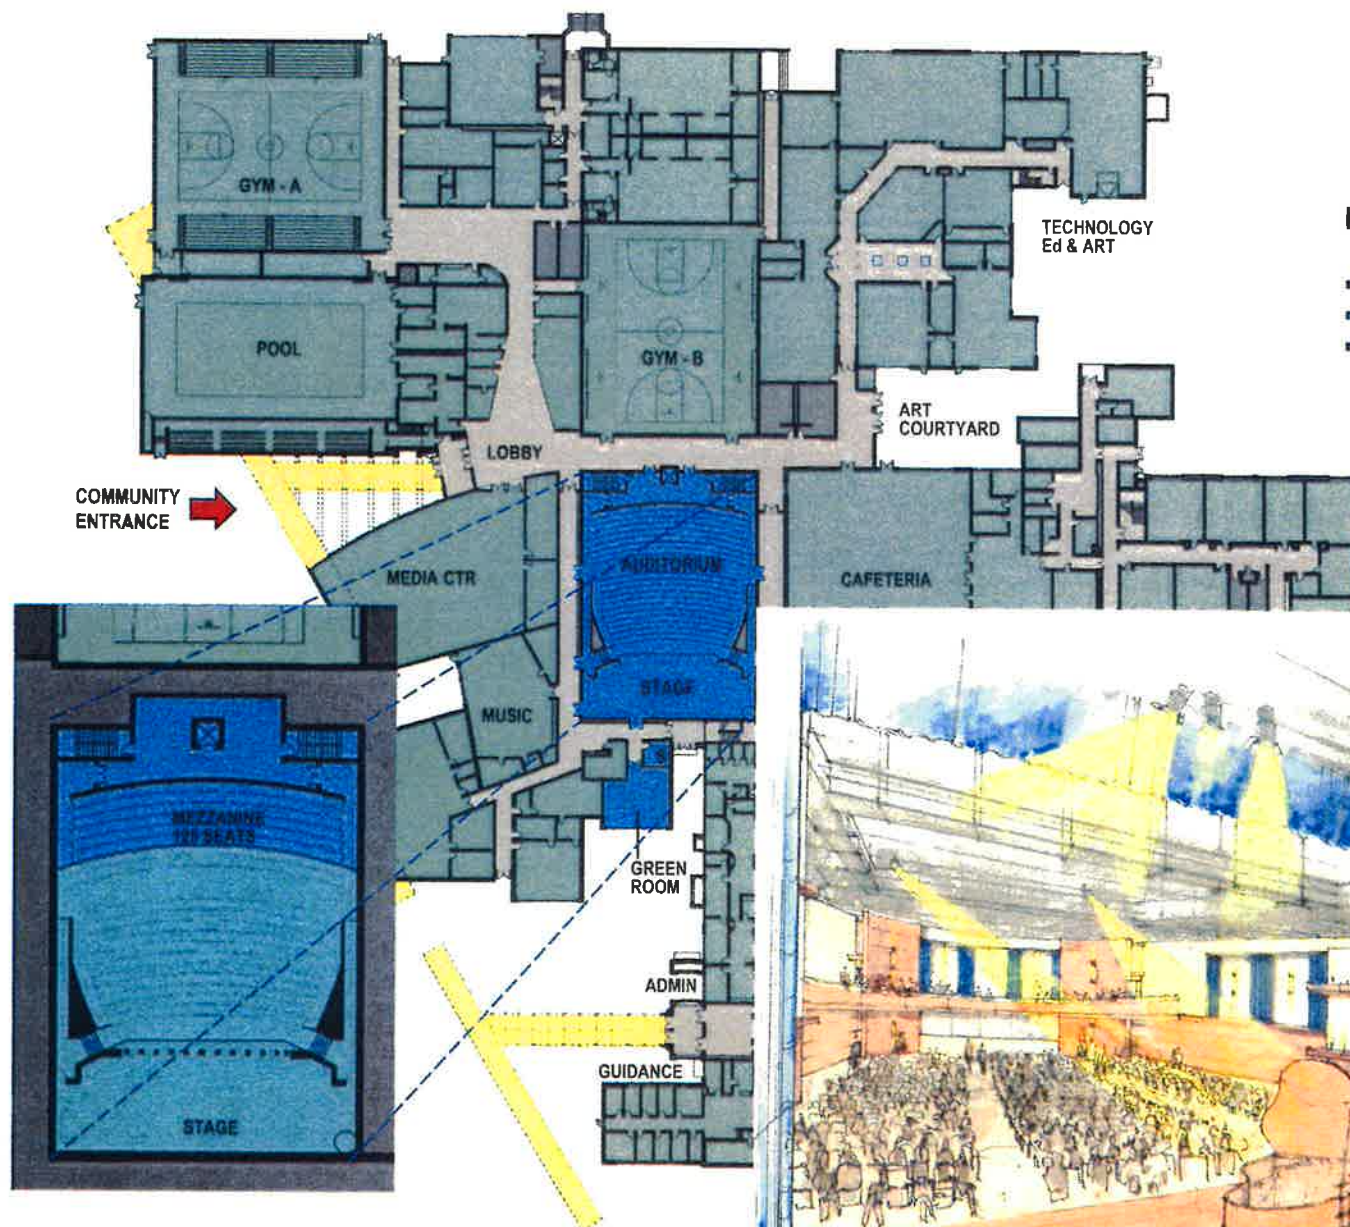 GYM - A
TECHNOLOGY
Ed & ART
POOL
GYM - B
ART
COURTYARD
LOBBY
COMMUNITY
ENTRANCE
MEDIA CTR
AUDITORIUM
CAFETERIA
STAGE
MUSIC
S
MEZZANINE
SEATS
GREEN
ROOM
ADMIN
GUIDANCE
STAGE